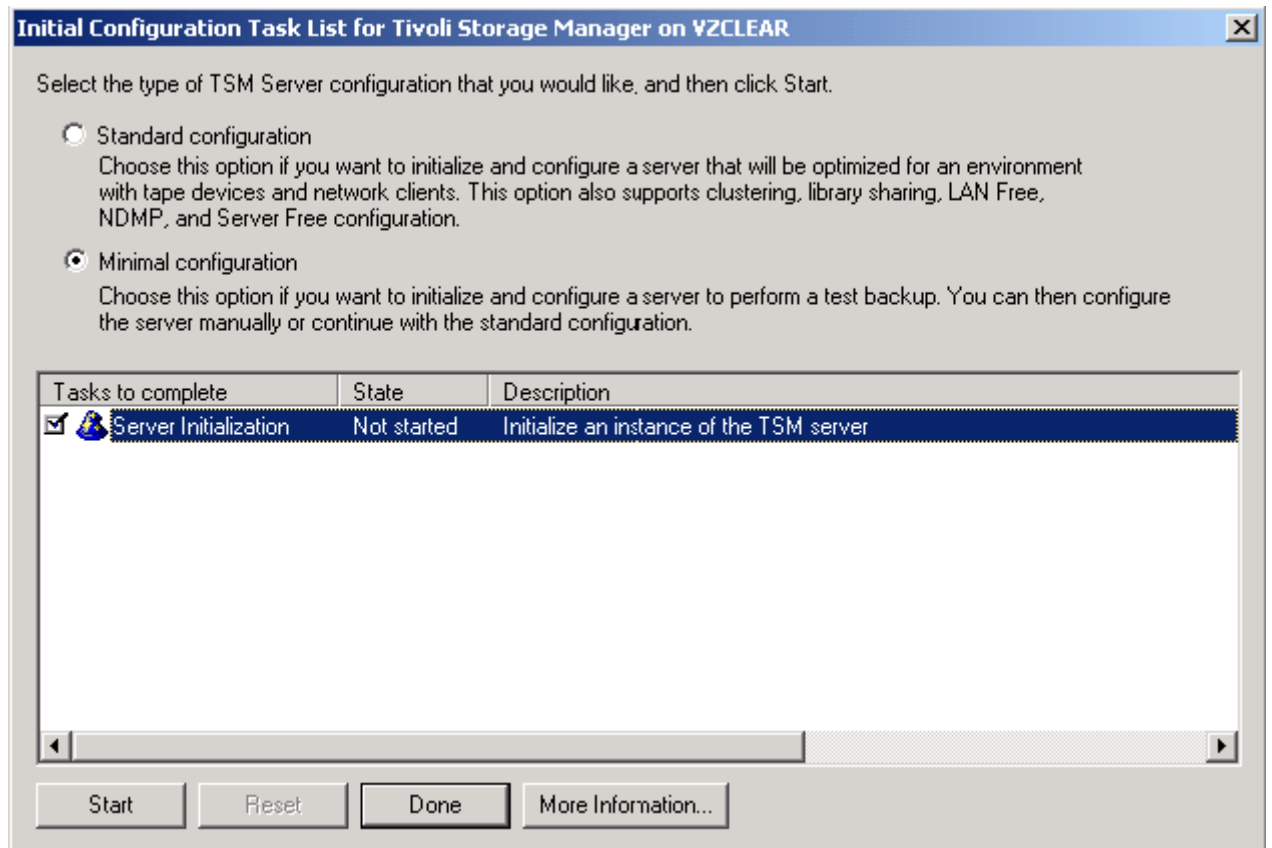 Initial Configuration Task List for Tivoli Storage Manager on VZCLEAR
Select the type of TSM Server configuration that you would like, and then click Start.
Standard configuration
Choose this option if you want to initialize and configure a server that will be optimized for an environment
with tape devices and network clients. This option also supports clustering, library sharing, LAN Free,
NDMP, and Server Free configuration.
Minimal configuration
Choose this option if you want to initialize and configure a server to perform a test backup. You can then configure
the server manually or continue with the standard configuration.
Tasks to complete State Description
Server Initialization Not started Initialize an instance of the TSM server
Start Reset Done More Information...